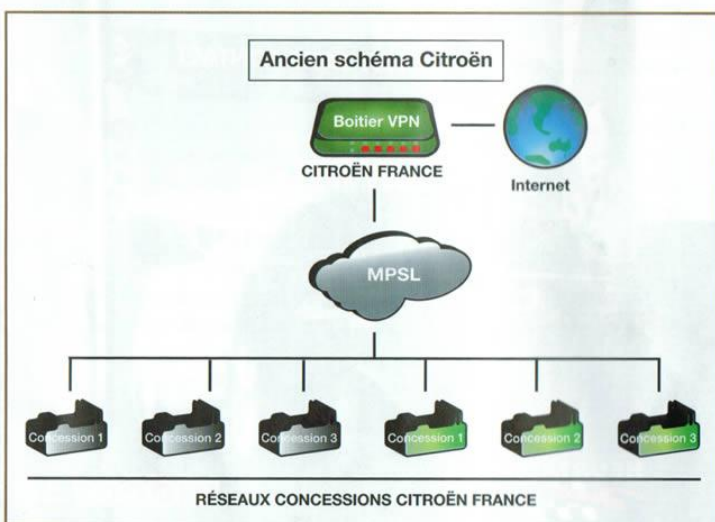 Ancien schéma Citroën
Boitier VPN
CITROËN FRANCE
Internet
MPSL
Concession 1
Concession 2
Concession 3
Concession 1
Concession 2
Concession 3
RÉSEAUX CONCESSIONS CITROËN FRANCE